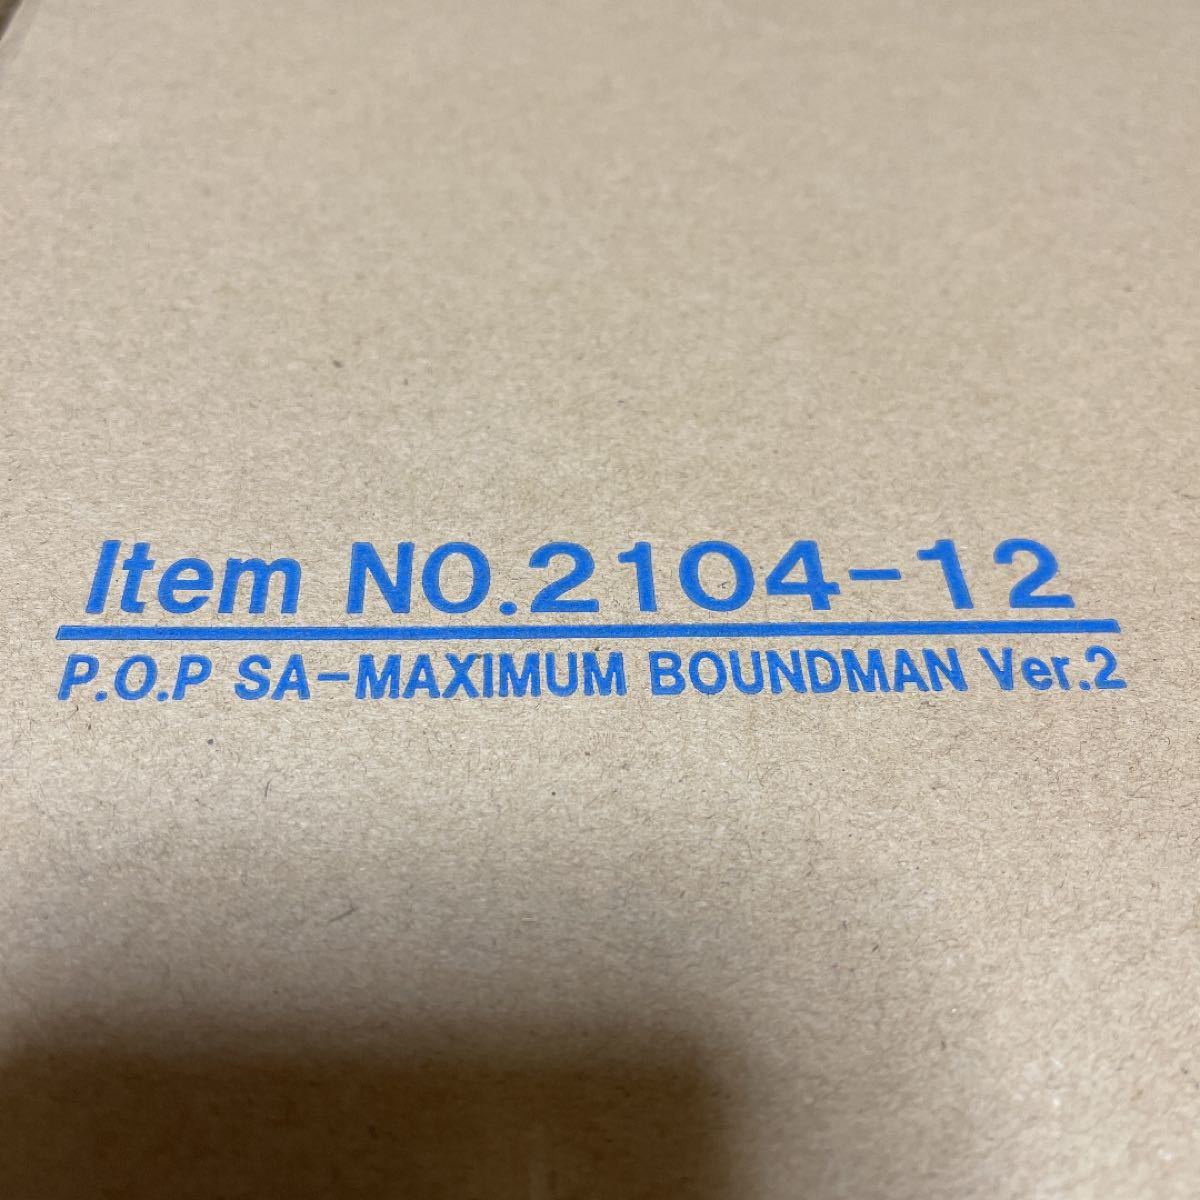 Item NO.2104-12
P.O.P SA-MAXIMUM BOUNDMAN Ver.2